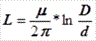 L = μ/2π * ln D/d